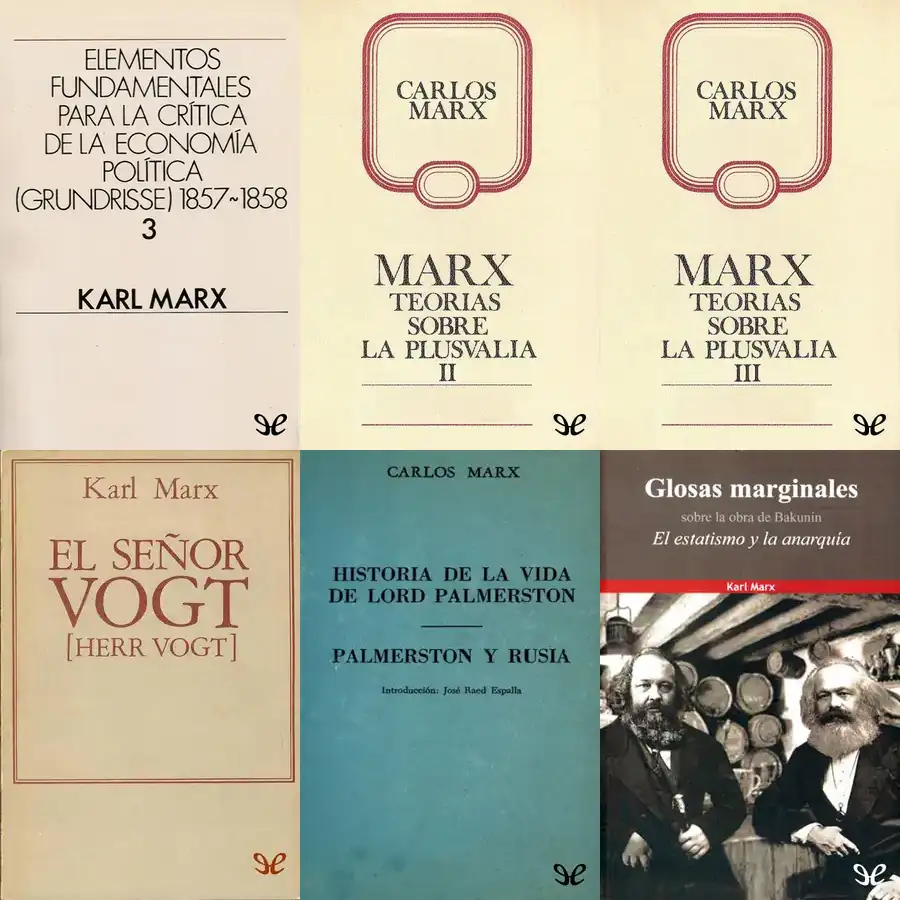 ELEMENTOS
FUNDAMENTALES
PARA LA CRÍTICA
DE LA ECONOMÍA
POLÍTICA
(GRUNDRISSE) 1857~1858
3
KARL MARX
CARLOS
MARX
MARX
TEORIAS
SOBRE
LA PLUSVALIA
II
CARLOS
MARX
MARX
TEORIAS
SOBRE
LA PLUSVALIA
III
Karl Marx
EL SEÑOR
VOGT
[HERR VOGT]
CARLOS MARX
HISTORIA DE LA VIDA
DE LORD PALMERSTON
PALMERSTON Y RUSIA
Introducción: José Raed Espalla
Glosas marginales
sobre la obra de Bakunin
El estatismo y la anarquía
Karl Marx